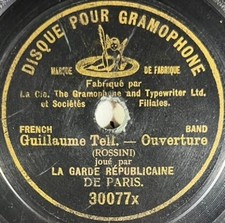 DISQUE POUR GRAMOPHONE
MARQUE DE FABRIQUE
Fabriqué par
La Cie. The Gramophone and Typewriter Ltd.
et Sociétés Filiales.
FRENCH BAND
Guillaume Tell. — Ouverture
(ROSSINI)
joué par
LA GARDE RÉPUBLICAINE
DE PARIS.
30077x